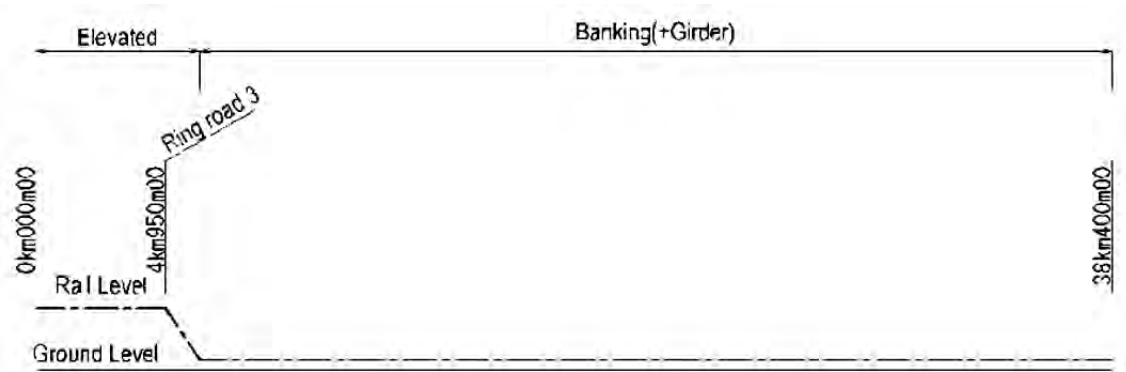 Elevated
Banking(+Girder)
Ring road 3
0km000m00
4km950m00
38km400m00
Rail Level
Ground Level